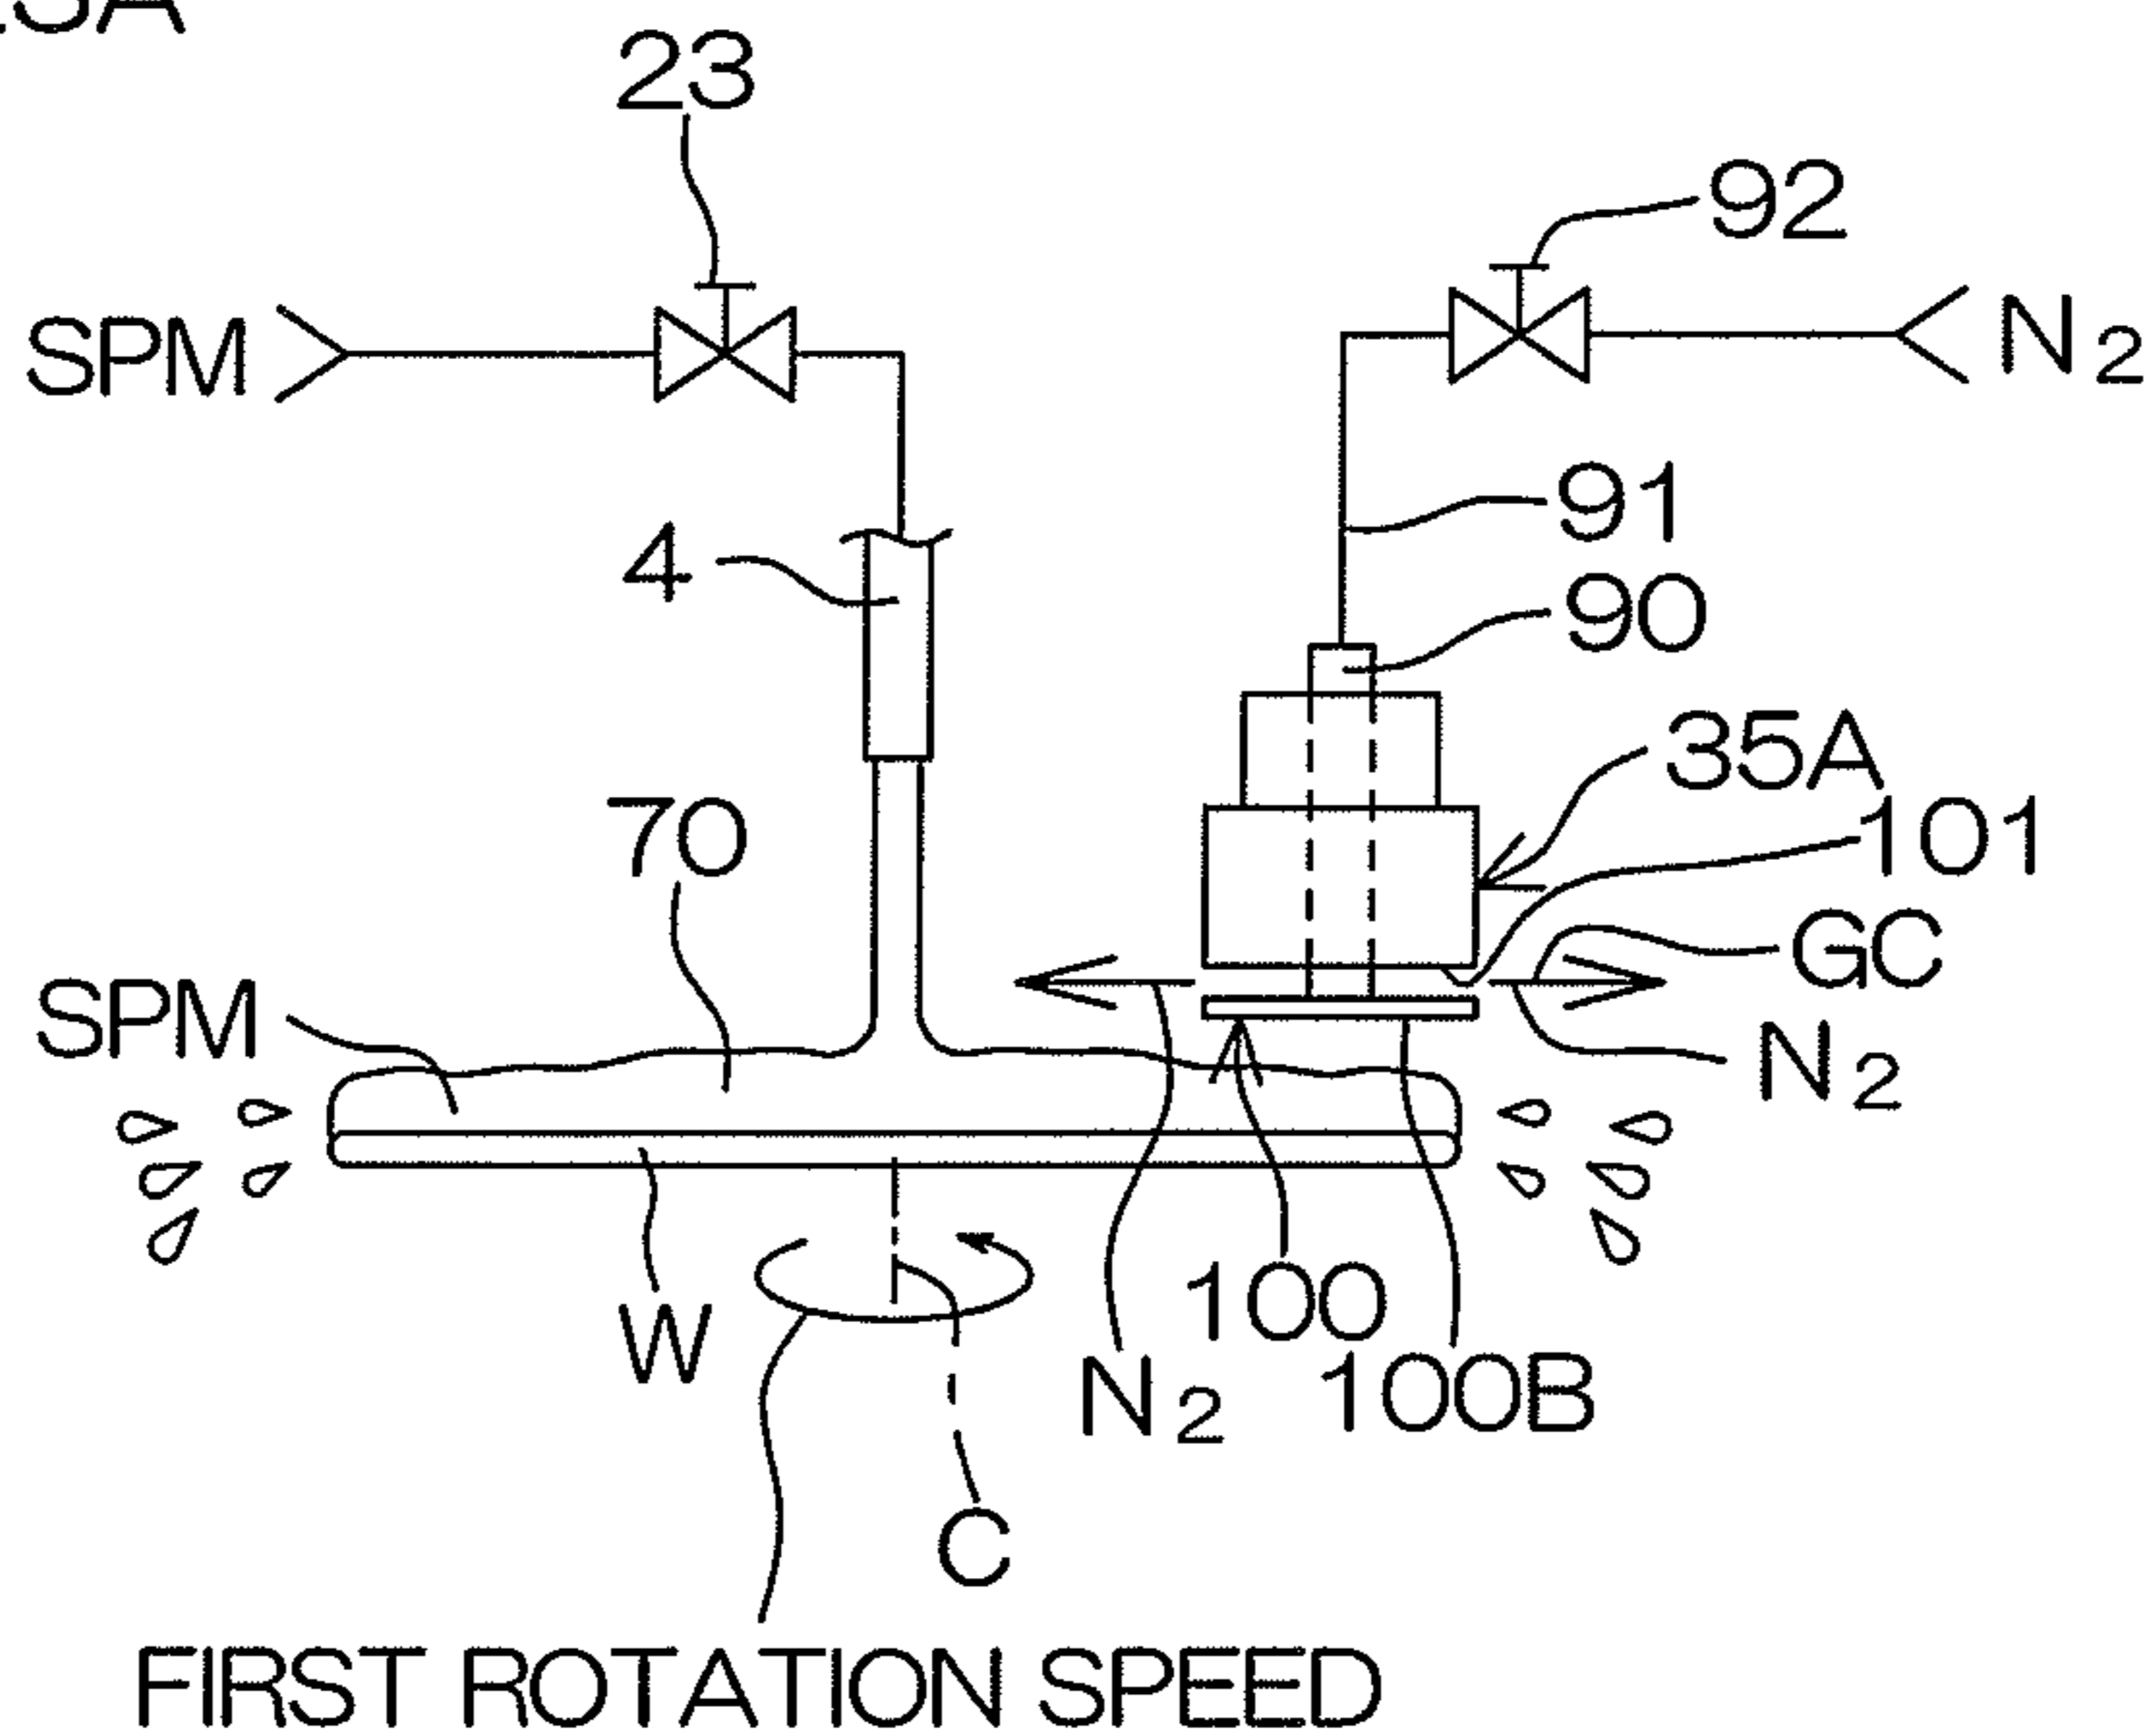 23
92
SPM
N2
91
4
90
35A
70
101
GC
SPM
N2
100
W
N2
100B
C
FIRST ROTATION SPEED